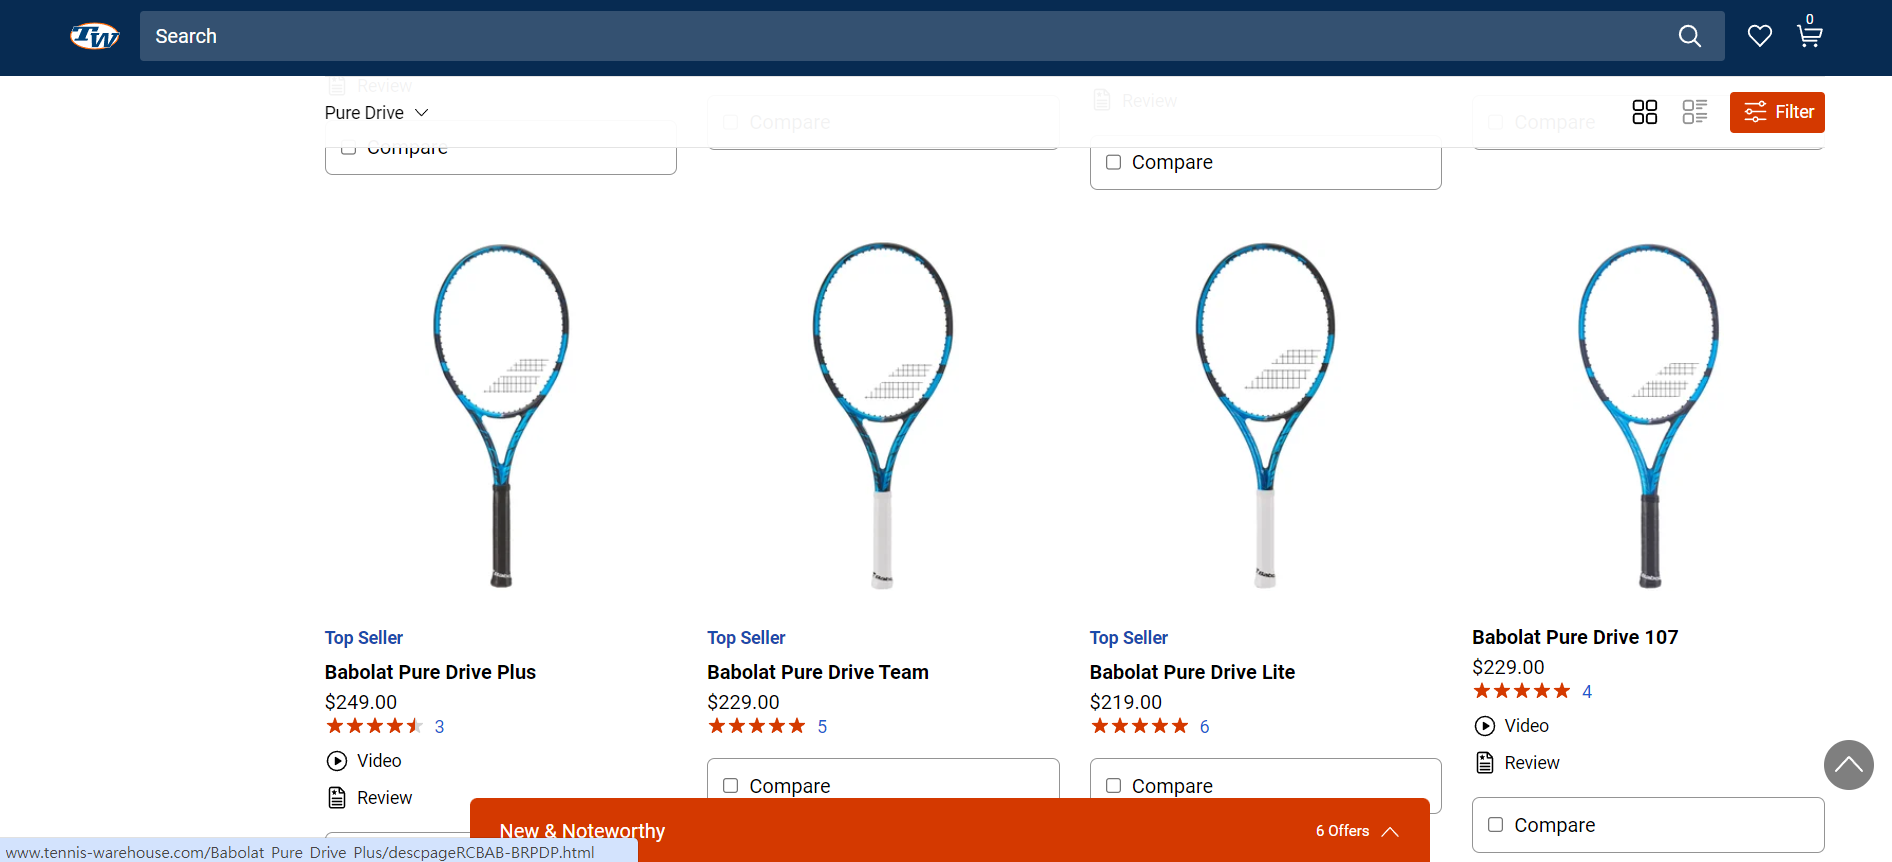 TW
Search
0
Review
Pure Drive
Compare
Compare
Review
Compare
Compare
Filter
Top Seller
Babolat Pure Drive Plus
$249.00
3
Video
Review
Top Seller
Babolat Pure Drive Team
$229.00
5
Compare
Top Seller
Babolat Pure Drive Lite
$219.00
6
Compare
Babolat Pure Drive 107
$229.00
4
Video
Review
Compare
New & Noteworthy
6 Offers
www.tennis-warehouse.com/Babolat_Pure_Drive_Plus/descpageRCBAB-BRPDP.html